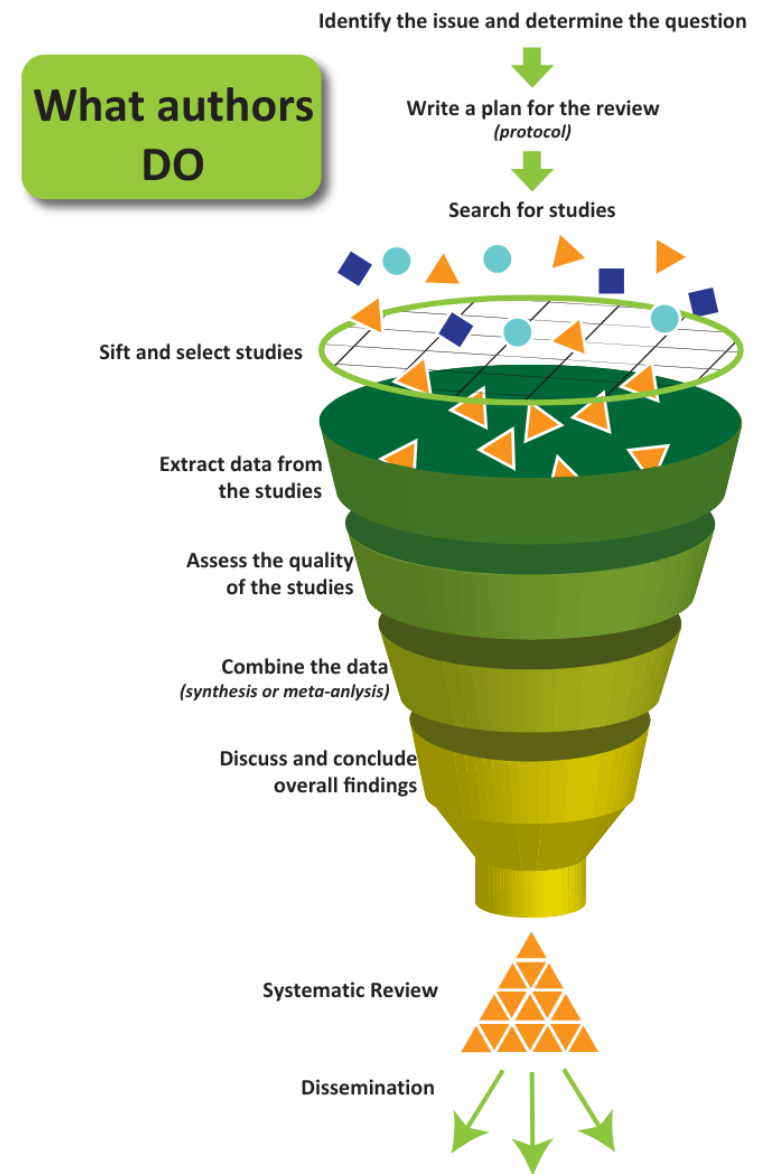 Identify the issue and determine the question
What authors
DO
Write a plan for the review
(protocol)
Search for studies
Sift and select studies
Extract data from
the studies
Assess the quality
of the studies
Combine the data
(synthesis or meta-anlysis)
Discuss and conclude
overall findings
Systematic Review
Dissemination